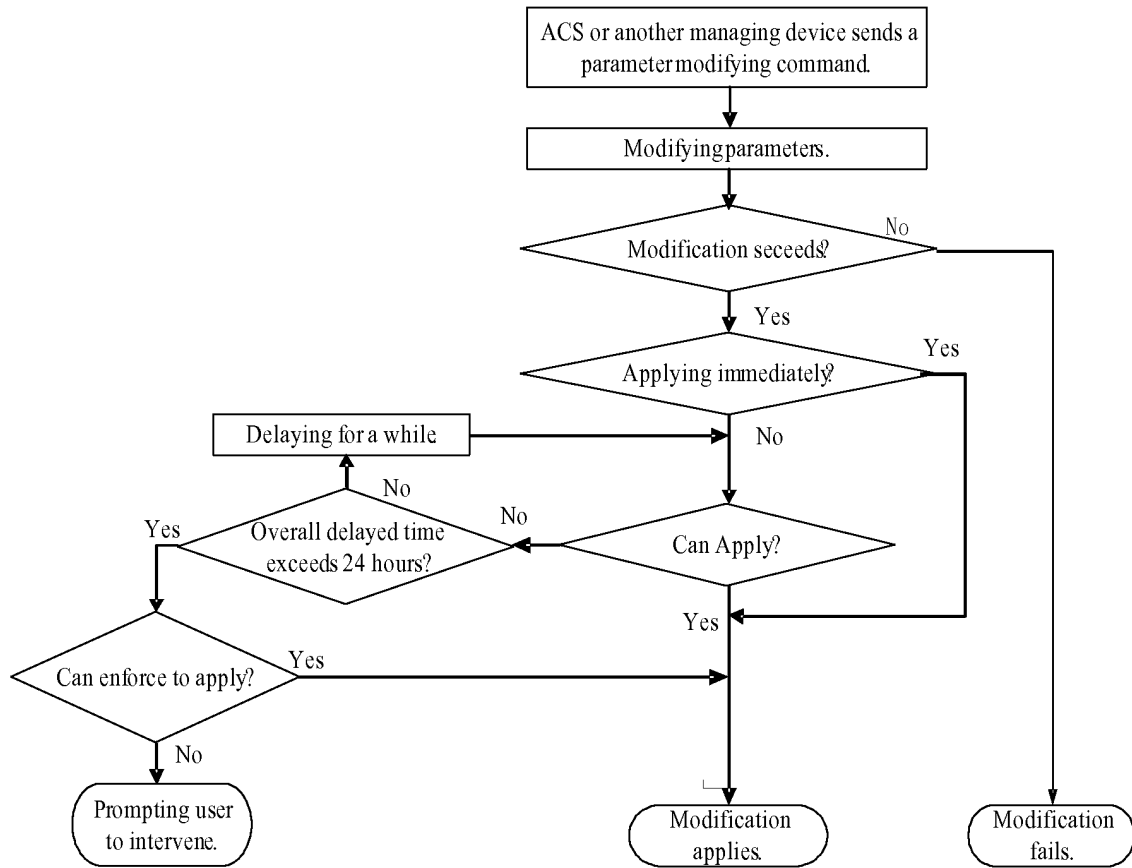 ACS or another managing device sends a
parameter modifying command.
Modifying parameters.
Modification seceeds?
No
Yes
Applying immediately?
Yes
No
Delaying for a while
No
Yes
Overall delayed time
exceeds 24 hours?
No
Can Apply?
Yes
Can enforce to apply?
Yes
No
Prompting user
to intervene.
Modification
applies.
Modification
fails.